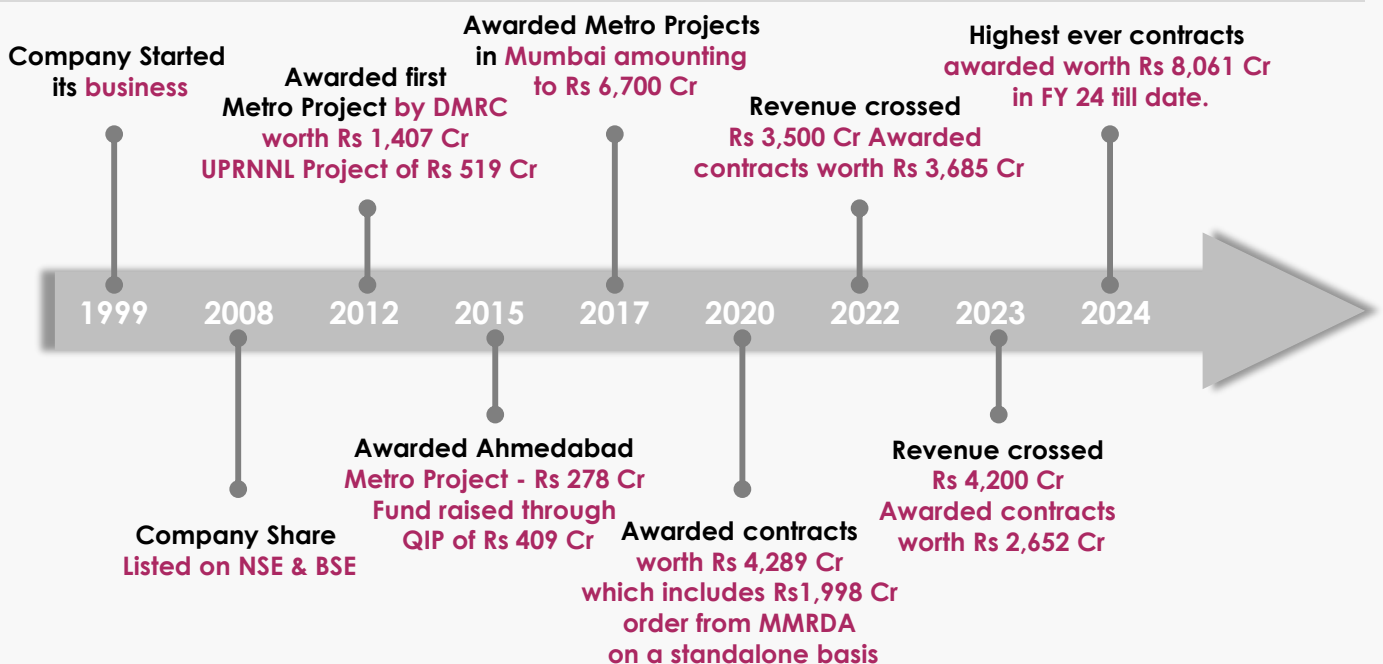 Company Started
its business
Awarded first
Metro Project by DMRC
worth Rs 1,407 Cr
UPRNNL Project of Rs 519 Cr
Awarded Metro Projects
in Mumbai amounting
to Rs 6,700 Cr
Revenue crossed
Rs 3,500 Cr Awarded
contracts worth Rs 3,685 Cr
Highest ever contracts
awarded worth Rs 8,061 Cr
in FY 24 till date.
1999 2008 2012 2015 2017 2020 2022 2023 2024
Company Share
Listed on NSE & BSE
Awarded Ahmedabad
Metro Project - Rs 278 Cr
Fund raised through
QIP of Rs 409 Cr
Awarded contracts
worth Rs 4,289 Cr
which includes Rs1,998 Cr
order from MMRDA
on a standalone basis
Revenue crossed
Rs 4,200 Cr
Awarded contracts
worth Rs 2,652 Cr